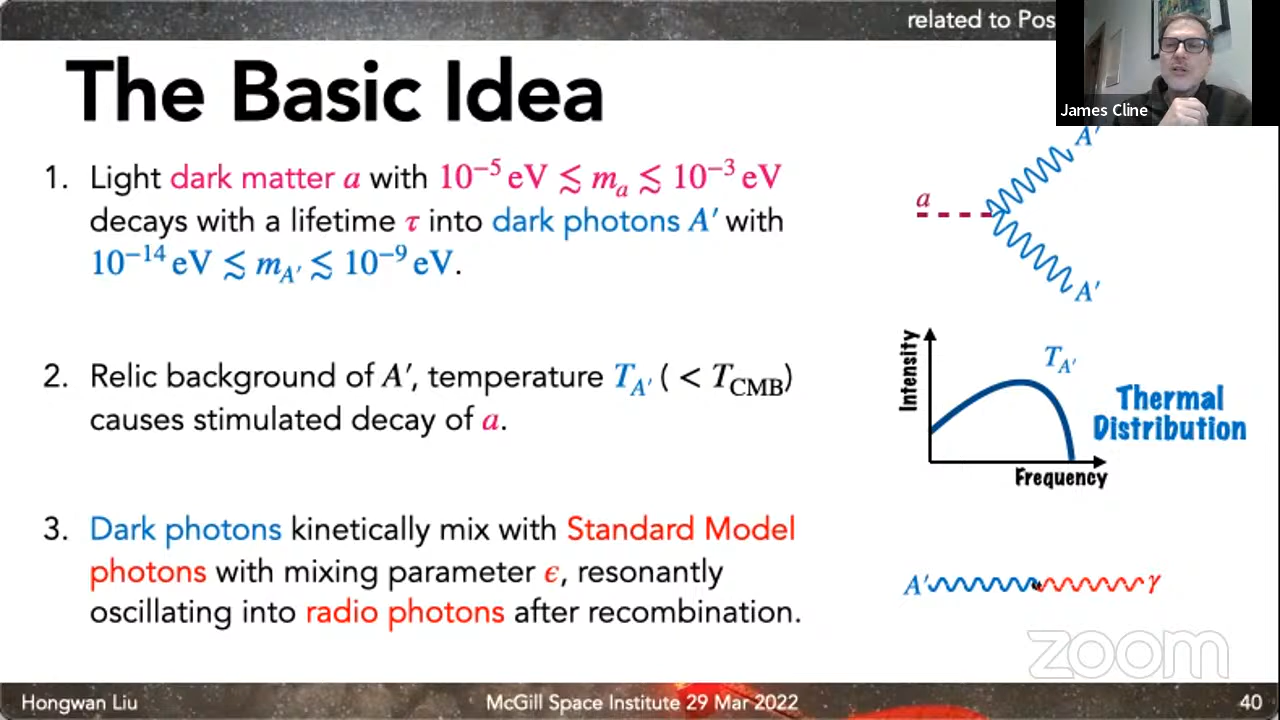 related to Pos
James Cline
The Basic Idea
1. Light dark matter a with 10⁻⁵ eV ≲ mₐ ≲ 10⁻³ eV
decays with a lifetime τ into dark photons A′ with
10⁻¹⁴ eV ≲ m_A′ ≲ 10⁻⁹ eV.
a
A′
A′
2. Relic background of A′, temperature T_A′ ( < T_CMB)
causes stimulated decay of a.
Intensity
T_A′
Thermal
Distribution
Frequency
3. Dark photons kinetically mix with Standard Model
photons with mixing parameter ϵ, resonantly
oscillating into radio photons after recombination.
A′ γ
zoom
Hongwan Liu McGill Space Institute 29 Mar 2022 40